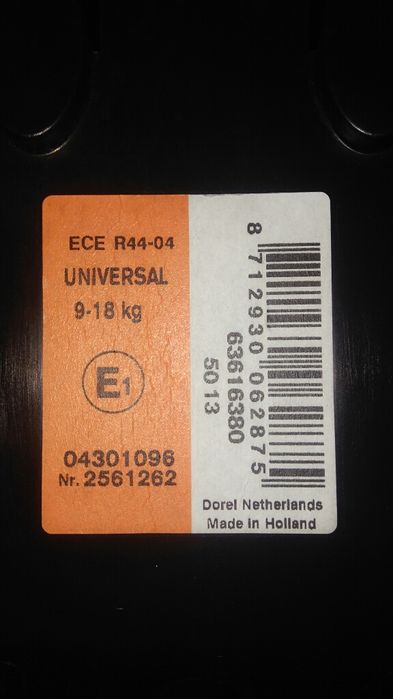 ECE R44-04
UNIVERSAL
9-18 kg
E1
04301096
Nr. 2561262
8 712930 062875
63616380
5013
Dorel Netherlands
Made in Holland